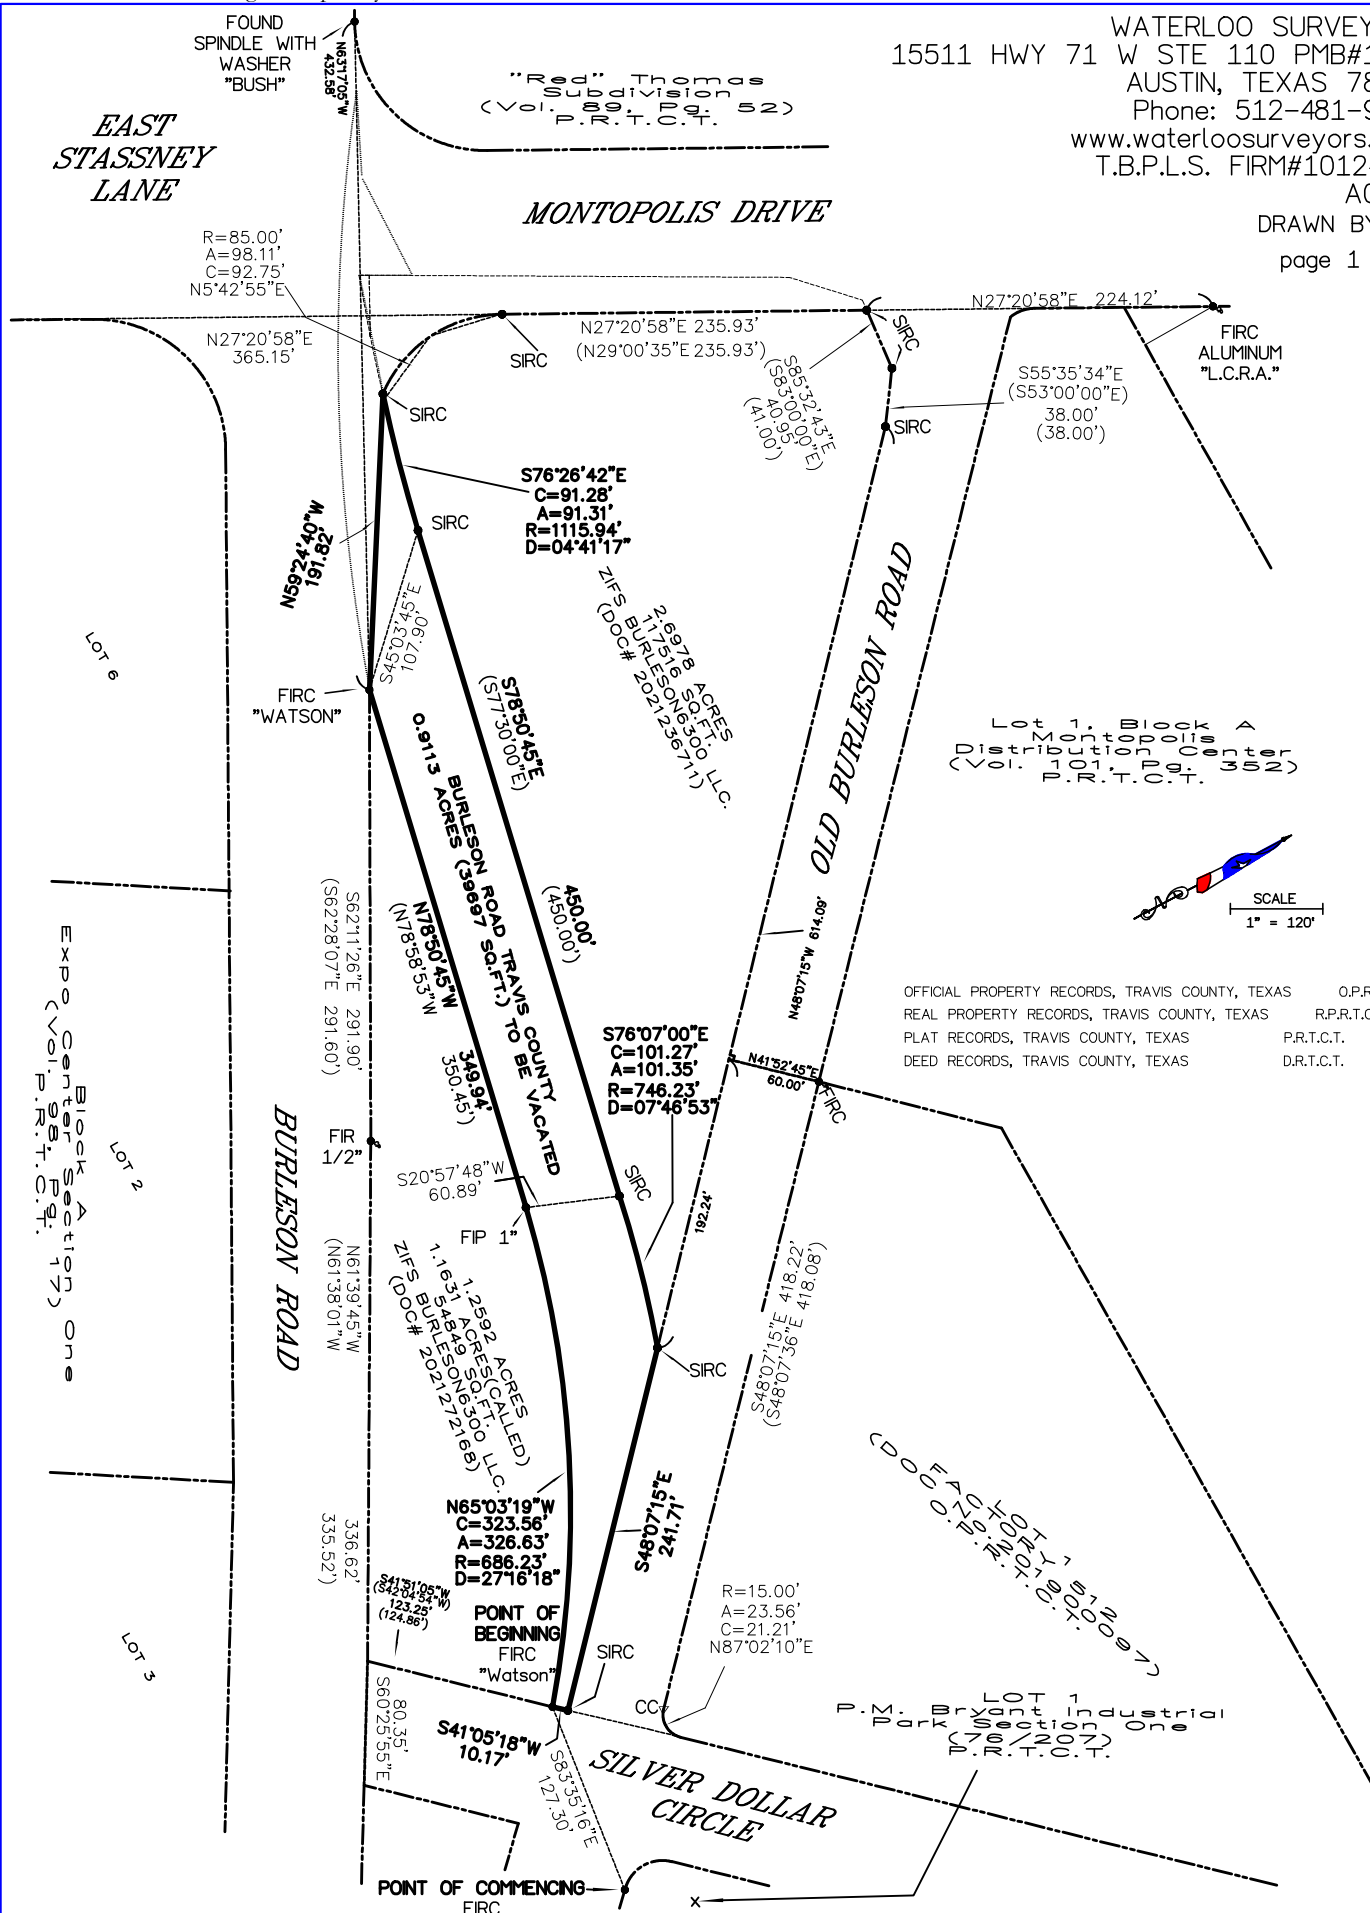 WATERLOO SURVEY
15511 HWY 71 W STE 110 PMB#1
AUSTIN, TEXAS 78
Phone: 512-481-9
www.waterloosurveyors.
T.B.P.L.S. FIRM#1012
DRAWN BY
page 1
FOUND
SPINDLE WITH
WASHER
"BUSH"
N63°17'05"W
432.58'
"Red" Thomas
Subdivision
(Vol. 89, Pg. 52)
P.R.T.C.T.
EAST
STASSNEY
LANE
MONTOPOLIS DRIVE
R=85.00'
A=98.11'
C=92.75'
N5°42'55"E
N27°20'58"E
365.15'
SIRC
N27°20'58"E 235.93'
(N29°00'35"E 235.93')
SIRC
N27°20'58"E 224.12'
FIRC
ALUMINUM
"L.C.R.A."
S85°32'43"E
(S83°00'00"E)
40.95'
(41.00')
S55°35'34"E
(S53°00'00"E)
38.00'
(38.00')
SIRC
SIRC
S76°26'42"E
C=91.28'
A=91.31'
R=1115.94'
D=04°41'17"
SIRC
N59°24'40"W
191.82'
S45°03'45"E
107.90'
LOT 6
FIRC
"WATSON"
2.6978 ACRES
117516 SQ.FT.
ZIFS BURLESON6300 LLC.
(DOC# 2021236711)
S78°50'45"E
(S77°30'00"E)
450.00'
(450.00')
OLD BURLESON ROAD
Lot 1, Block A
Montopolis
Distribution Center
(Vol. 101, Pg. 352)
P.R.T.C.T.
SCALE
1" = 120'
BURLESON ROAD TRAVIS COUNTY
0.9113 ACRES (39697 SQ.FT.) TO BE VACATED
S62°11'26"E 291.90'
(S62°28'07"E 291.60')
N78°50'45"W
(N78°58'53"W
349.94'
350.45')
N48°07'15"W 614.09'
OFFICIAL PROPERTY RECORDS, TRAVIS COUNTY, TEXAS O.P.R
REAL PROPERTY RECORDS, TRAVIS COUNTY, TEXAS R.P.R.T.C
PLAT RECORDS, TRAVIS COUNTY, TEXAS P.R.T.C.T.
DEED RECORDS, TRAVIS COUNTY, TEXAS D.R.T.C.T.
S76°07'00"E
C=101.27'
A=101.35'
R=746.23'
D=07°46'53"
N41°52'45"E
60.00'
FIRC
Block A
Expo Center Section One
(Vol. 98, Pg. 17)
P.R.T.C.T.
LOT 2
BURLESON ROAD
FIR
1/2"
S20°57'48"W
60.89'
SIRC
FIP 1"
192.24'
1.2592 ACRES
1.1631 ACRES(CALLED)
54849 SQ.FT.
ZIFS BURLESON6300 LLC.
(DOC# 2021272168)
N61°39'45"W
(N61°38'01"W
336.62'
335.52')
SIRC
S48°07'15"E 418.22'
(S48°07'36"E 418.08')
N65°03'19"W
C=323.56'
A=326.63'
R=686.23'
D=27°16'18"
S48°07'15"E
241.71'
LOT 1
FACTORY 512
(DOC NO.201900097)
O.P.R.T.C.T.
S41°51'05"W
(S42°04'54"W)
123.25'
(124.86')
POINT OF
BEGINNING
FIRC
"Watson"
SIRC
R=15.00'
A=23.56'
C=21.21'
N87°02'10"E
CC
LOT 3
80.35'
S60°25'55"E
S41°05'18"W
10.17'
S83°35'16"E
127.30'
SILVER DOLLAR
CIRCLE
LOT 1
P.M. Bryant Industrial
Park Section One
(76/207)
P.R.T.C.T.
POINT OF COMMENCING
FIRC
X